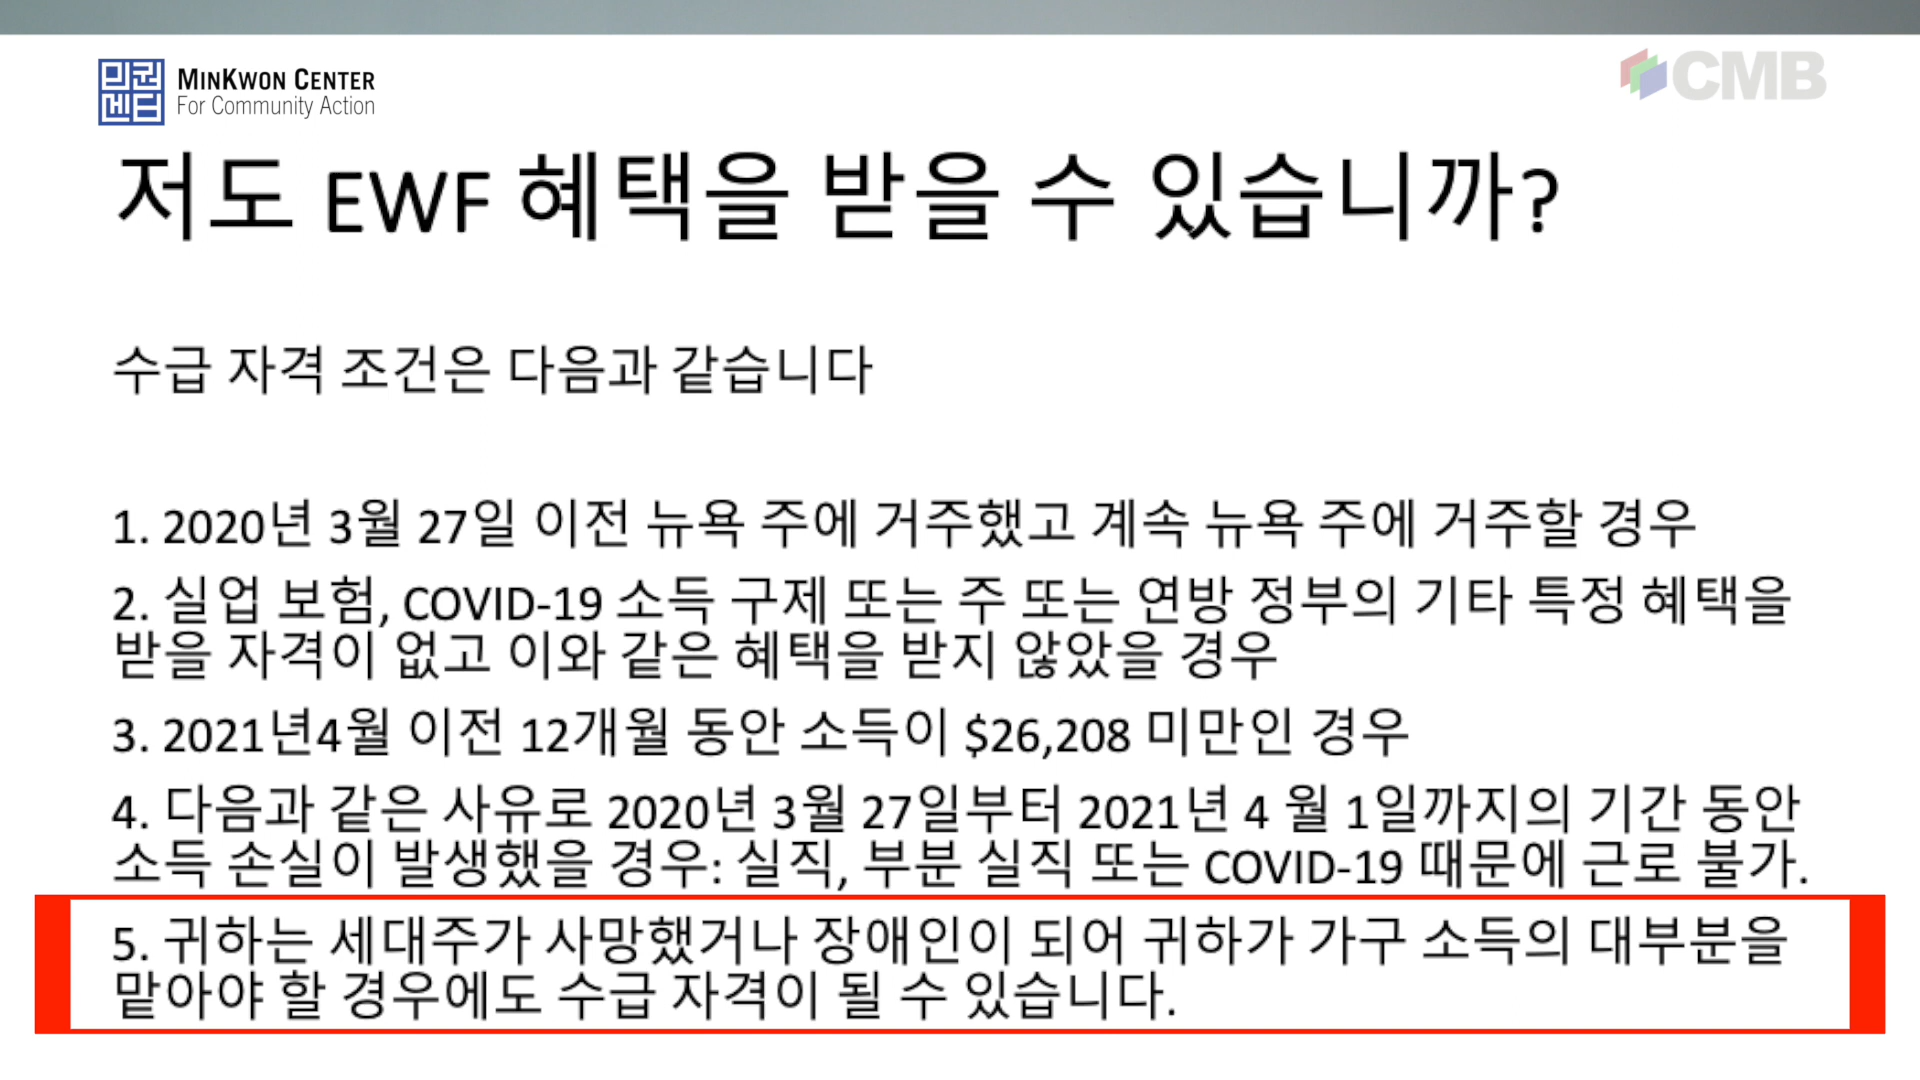 민권
센터
MINKWON CENTER
For Community Action
CMB
저도 EWF 혜택을 받을 수 있습니까?
수급 자격 조건은 다음과 같습니다
1. 2020년 3월 27일 이전 뉴욕 주에 거주했고 계속 뉴욕 주에 거주할 경우
2. 실업 보험, COVID-19 소득 구제 또는 주 또는 연방 정부의 기타 특정 혜택을
받을 자격이 없고 이와 같은 혜택을 받지 않았을 경우
3. 2021년4월 이전 12개월 동안 소득이 $26,208 미만인 경우
4. 다음과 같은 사유로 2020년 3월 27일부터 2021년 4 월 1일까지의 기간 동안
소득 손실이 발생했을 경우: 실직, 부분 실직 또는 COVID-19 때문에 근로 불가.
5. 귀하는 세대주가 사망했거나 장애인이 되어 귀하가 가구 소득의 대부분을
맡아야 할 경우에도 수급 자격이 될 수 있습니다.